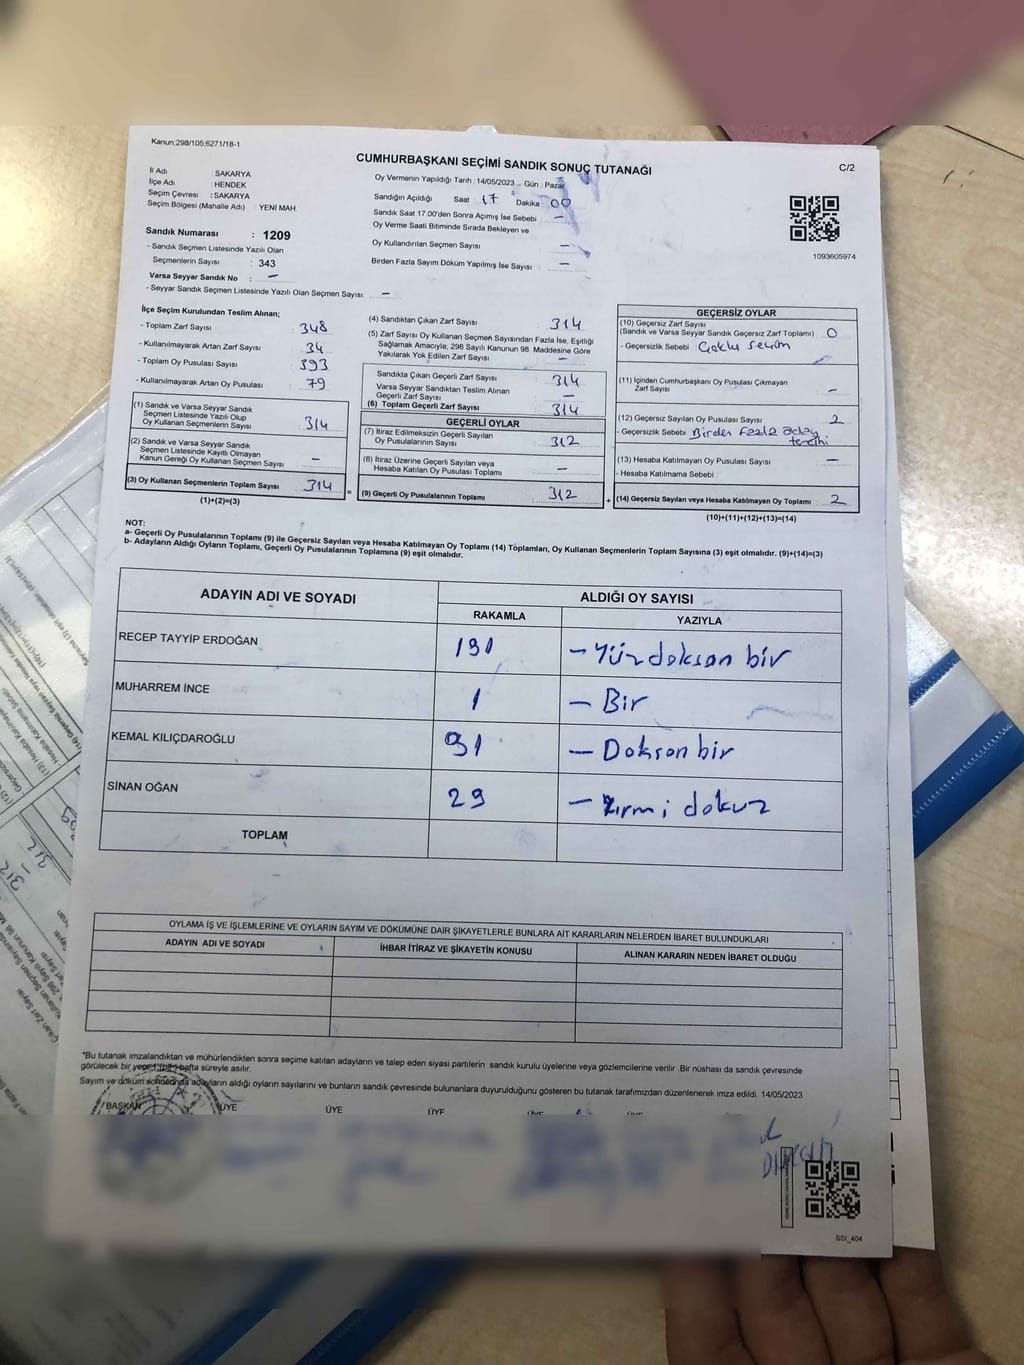 Kanun;298/105;6271/18-1
CUMHURBAŞKANI SEÇİMİ SANDIK SONUÇ TUTANAĞI
C/2
İl Adı : SAKARYA
İlçe Adı : HENDEK
Seçim Çevresi : SAKARYA
Seçim Bölgesi (Mahalle Adı) : YENİ MAH.
Sandık Numarası : 1209
- Sandık Seçmen Listesinde Yazılı Olan
Seçmenlerin Sayısı : 343
Varsa Seyyar Sandık No : –
- Seyyar Sandık Seçmen Listesinde Yazılı Olan Seçmen Sayısı: –
Oy Vermenin Yapıldığı Tarih : 14/05/2023 - Gün : Pazar
Sandığın Açıldığı Saat 17 Dakika 00
Sandık Saat 17.00'den Sonra Açımış İse Sebebi –
Oy Verme Saati Bitiminde Sırada Bekleyen ve
Oy Kullandırılan Seçmen Sayısı –
Birden Fazla Sayım Döküm Yapılmış İse Sayısı : –
1093605974
İlçe Seçim Kurulundan Teslim Alınan;
- Toplam Zarf Sayısı : 348
- Kullanılmayarak Artan Zarf Sayısı : 34
- Toplam Oy Pusulası Sayısı : 393
- Kullanılmayarak Artan Oy Pusulası : 79
(1) Sandık ve Varsa Seyyar Sandık
Seçmen Listesinde Yazılı Olup
Oy Kullanan Seçmenlerin Sayısı : 314
(2) Sandık ve Varsa Seyyar Sandık
Seçmen Listesinde Kayıtlı Olmayan
Kanun Gereği Oy Kullanan Seçmen Sayısı –
(3) Oy Kullanan Seçmenlerin Toplam Sayısı 314
(1)+(2)=(3)
(4) Sandıktan Çıkan Zarf Sayısı : 314
(5) Zarf Sayısı Oy Kullanan Seçmen Sayısından Fazla İse, Eşitliği
Sağlamak Amacıyla, 298 Sayılı Kanunun 98. Maddesine Göre
Yakılarak Yok Edilen Zarf Sayısı –
Sandıkta Çıkan Geçerli Zarf Sayısı 314
Varsa Seyyar Sandıktan Teslim Alınan
Geçerli Zarf Sayısı –
(6) Toplam Geçerli Zarf Sayısı 314
GEÇERLİ OYLAR
(7) İtiraz Edilmeksizin Geçerli Sayılan
Oy Pusulalarının Sayısı : 312
(8) İtiraz Üzerine Geçerli Sayılan veya
Hesaba Katılan Oy Pusulası Toplamı –
(9) Geçerli Oy Pusulalarının Toplamı 312
GEÇERSİZ OYLAR
(10) Geçersiz Zarf Sayısı
(Sandık ve Varsa Seyyar Sandık Geçersiz Zarf Toplamı) 0
- Geçersizlik Sebebi Çoklu seçim
(11) İçinden Cumhurbaşkanı Oy Pusulası Çıkmayan
Zarf Sayısı –
(12) Geçersiz Sayılan Oy Pusulası Sayısı 2
- Geçersizlik Sebebi Birden Fazla aday
tercihi
(13) Hesaba Katılmayan Oy Pusulası Sayısı –
- Hesaba Katılmama Sebebi
(14) Geçersiz Sayılan veya Hesaba Katılmayan Oy Toplamı 2
(10)+(11)+(12)+(13)=(14)
NOT:
a- Geçerli Oy Pusulalarının Toplamı (9) ile Geçersiz Sayılan veya Hesaba Katılmayan Oy Toplamı (14) Toplamları, Oy Kullanan Seçmenlerin Toplam Sayısına (3) eşit olmalıdır. (9)+(14)=(3)
b- Adayların Aldığı Oyların Toplamı, Geçerli Oy Pusulalarının Toplamına (9) eşit olmalıdır.
ADAYIN ADI VE SOYADI ALDIĞI OY SAYISI
RAKAMLA YAZIYLA
RECEP TAYYİP ERDOĞAN 191 – Yüzdoksan bir
MUHARREM İNCE 1 – Bir
KEMAL KILIÇDAROĞLU 91 – Doksan bir
SİNAN OĞAN 29 – Yirmi dokuz
TOPLAM
OYLAMA İŞ VE İŞLEMLERİNE VE OYLARIN SAYIM VE DÖKÜMÜNE DAİR ŞİKAYETLERLE BUNLARA AİT KARARLARIN NELERDEN İBARET BULUNDUKLARI
ADAYIN ADI VE SOYADI İHBAR İTİRAZ VE ŞİKAYETİN KONUSU ALINAN KARARIN NEDEN İBARET OLDUĞU
*Bu tutanak imzalandıktan ve mühürlendikten sonra seçime katılan adayların ve talep eden siyasi partilerin sandık kurulu üyelerine veya gözlemcilerine verilir. Bir nüshası da sandık çevresinde
görülecek bir yere 1 (bir) hafta süreyle asılır.
Sayım ve döküm sonucunda adayların aldığı oyların sayılarını ve bunların sandık çevresinde bulunanlara duyurulduğunu gösteren bu tutanak tarafımızdan düzenlenerek imza edildi. 14/05/2023
BAŞKAN ÜYE ÜYE ÜYE
SSI_404